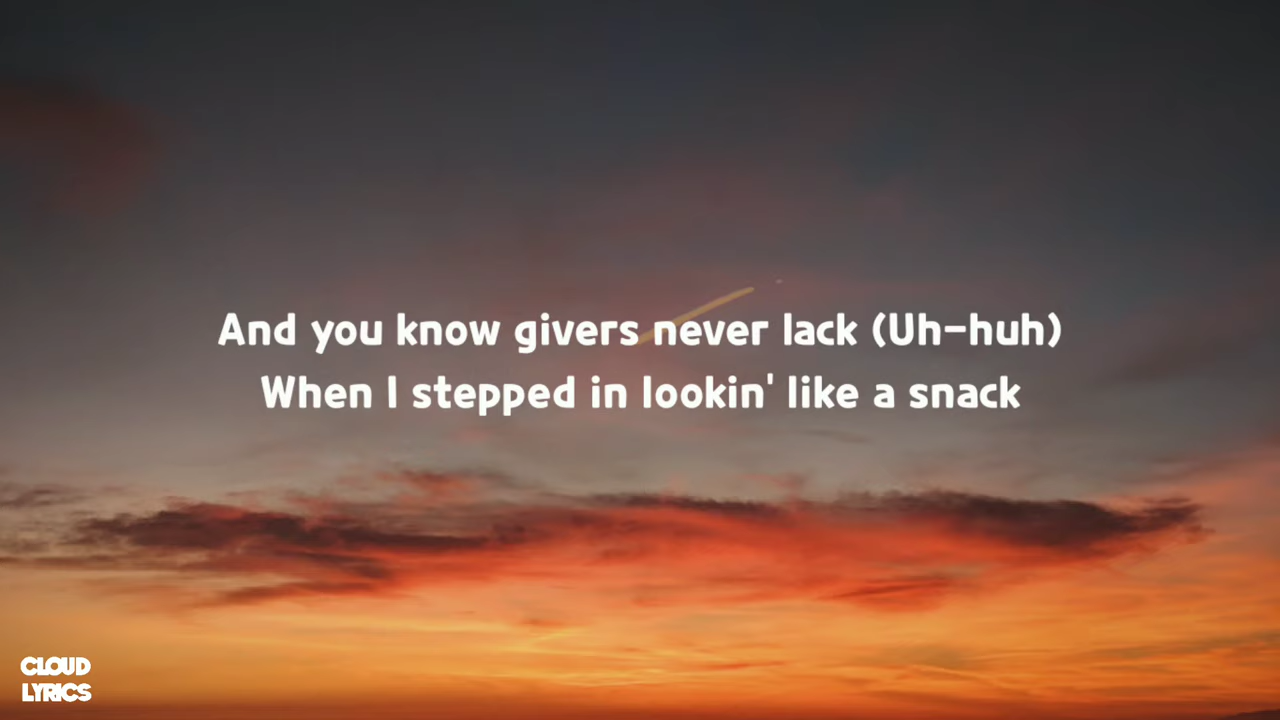 And you know givers never lack (Uh-huh)
When I stepped in lookin' like a snack
CLOUD
LYRICS